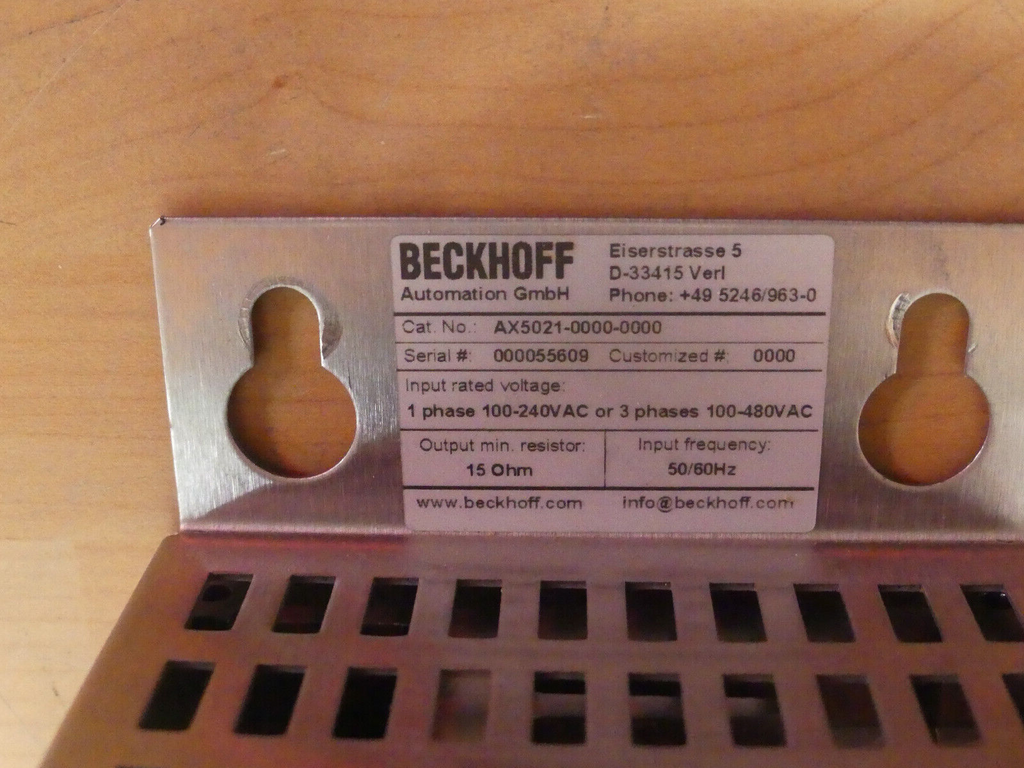 BECKHOFF
Automation GmbH
Eiserstrasse 5
D-33415 Verl
Phone: +49 5246/963-0
Cat. No.: AX5021-0000-0000
Serial #: 000055609 Customized #: 0000
Input rated voltage:
1 phase 100-240VAC or 3 phases 100-480VAC
Output min. resistor:
15 Ohm
Input frequency:
50/60Hz
www.beckhoff.com info@beckhoff.com